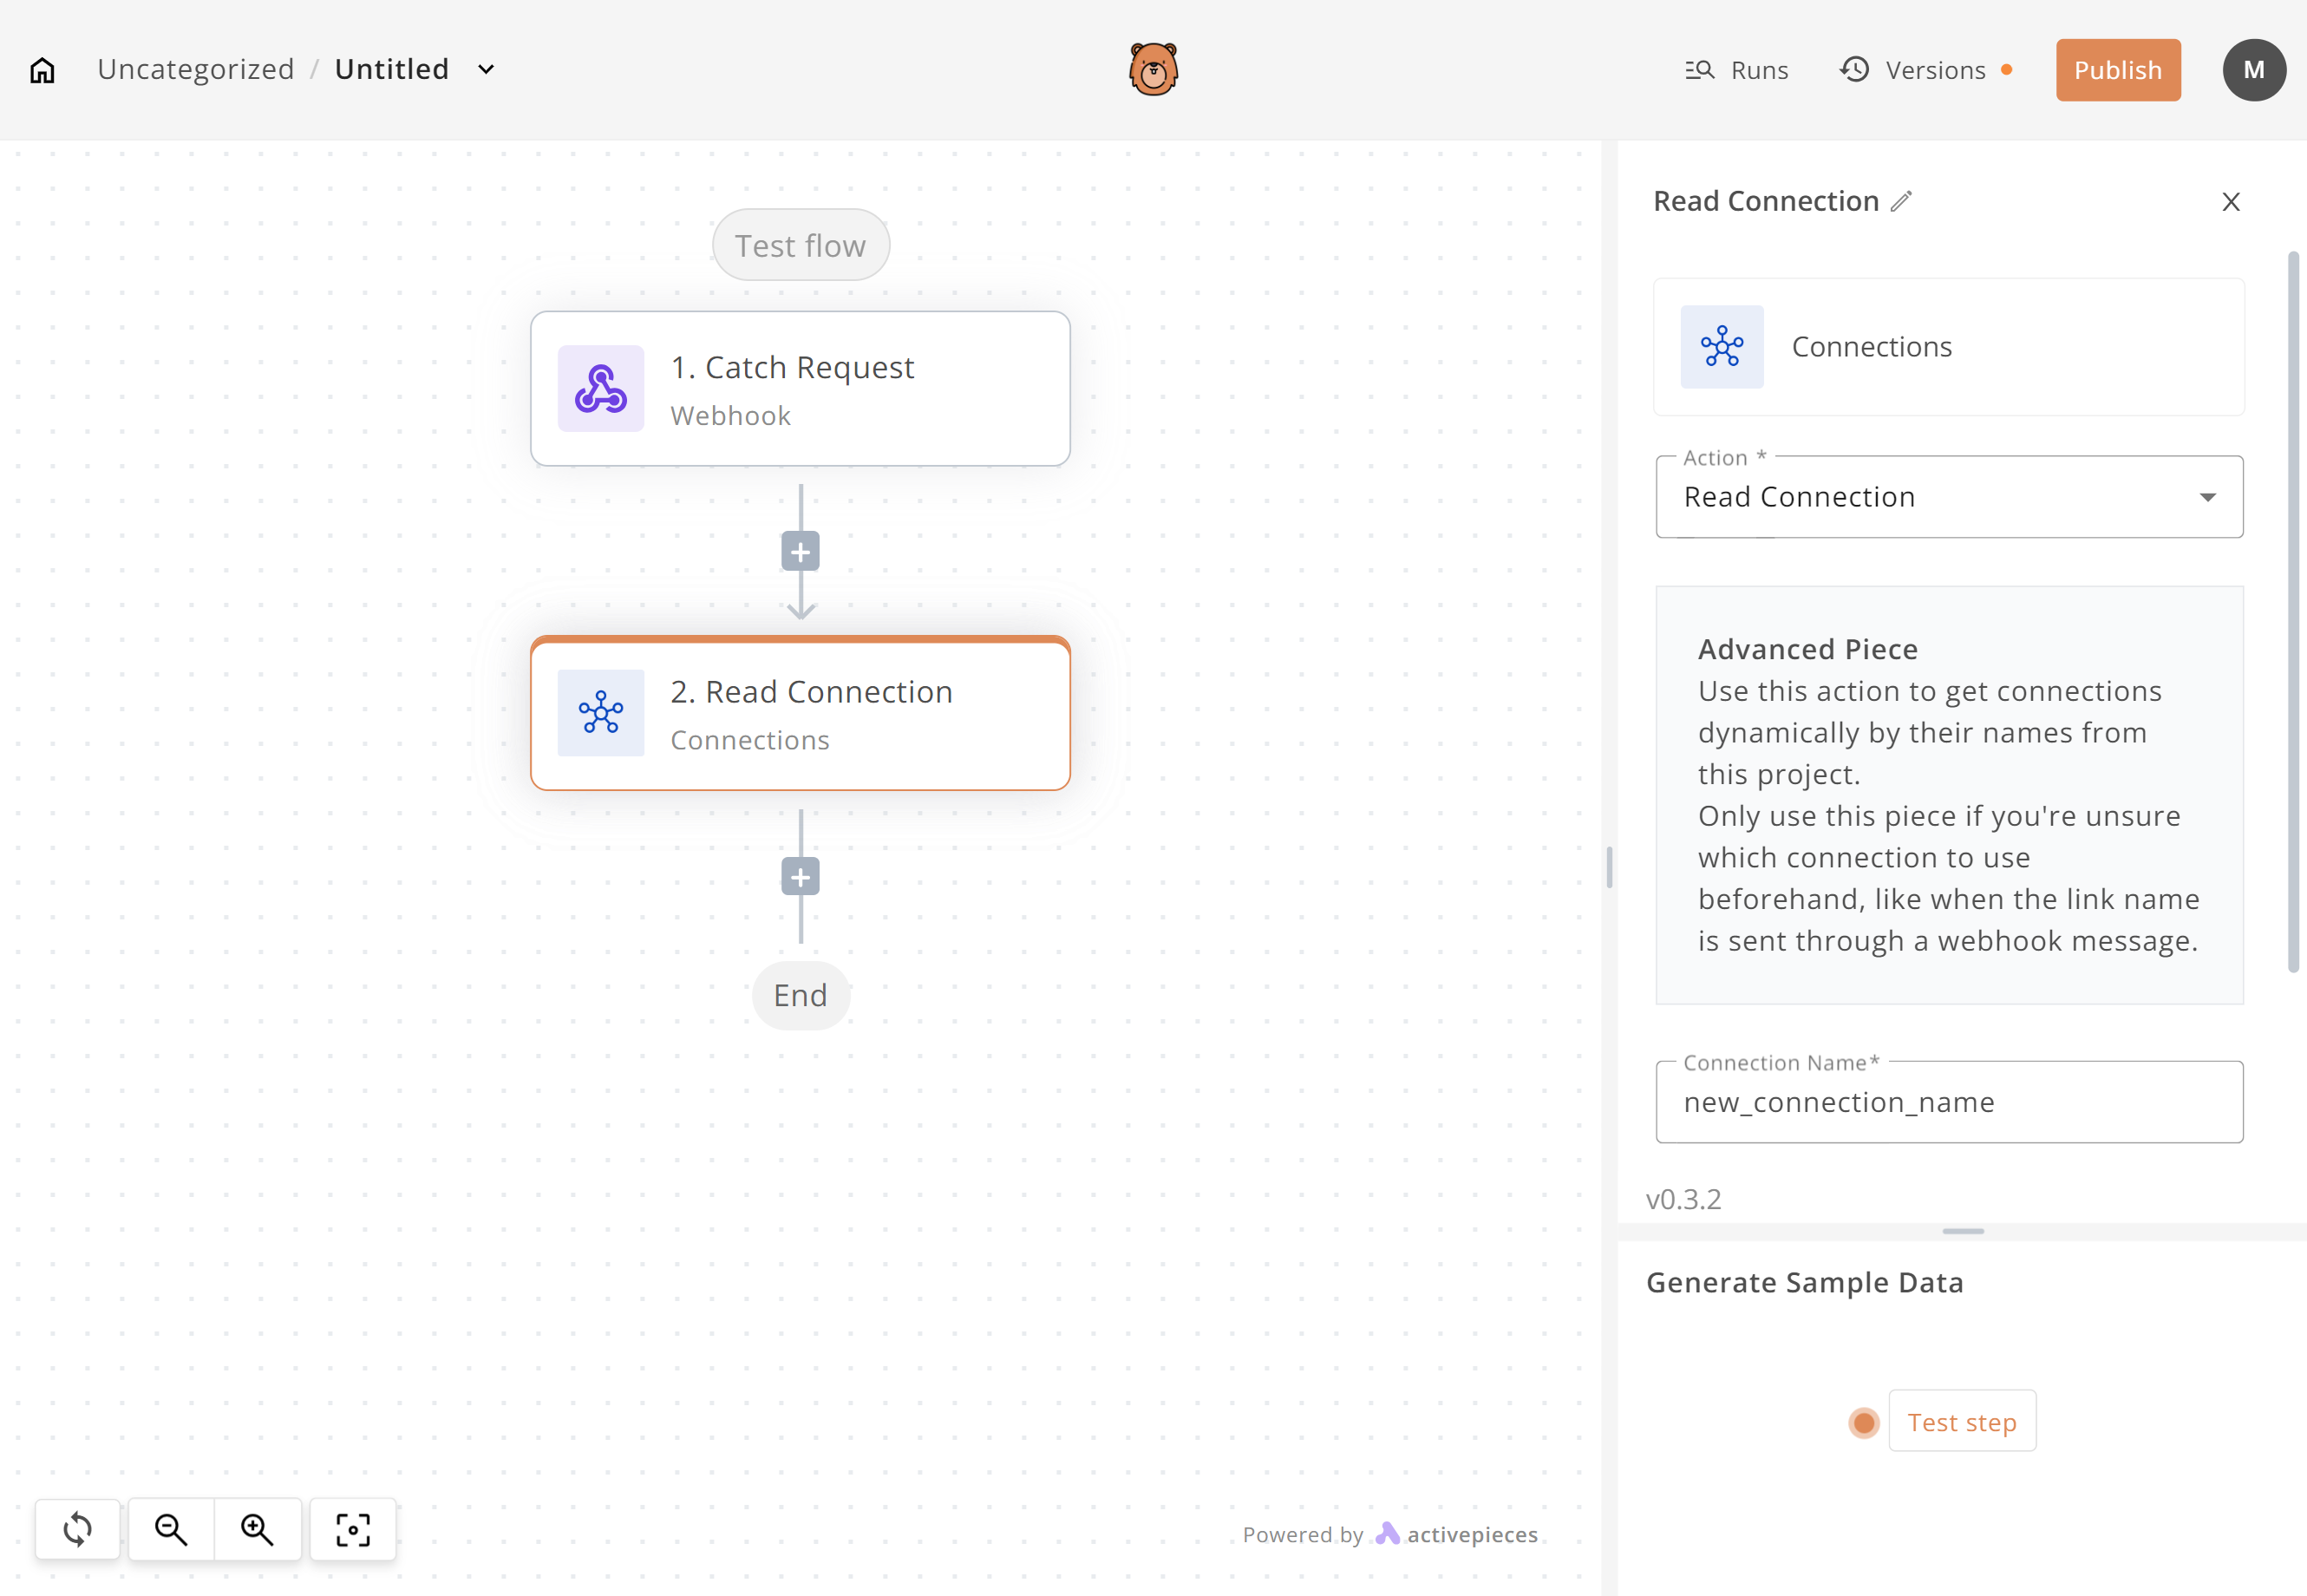 Uncategorized / Untitled
Runs
Versions
Publish
M
Test flow
1. Catch Request
Webhook
2. Read Connection
Connections
End
Powered by activepieces
Read Connection
X
Connections
Action *
Read Connection
Advanced Piece
Use this action to get connections
dynamically by their names from
this project.
Only use this piece if you're unsure
which connection to use
beforehand, like when the link name
is sent through a webhook message.
Connection Name*
new_connection_name
v0.3.2
Generate Sample Data
Test step